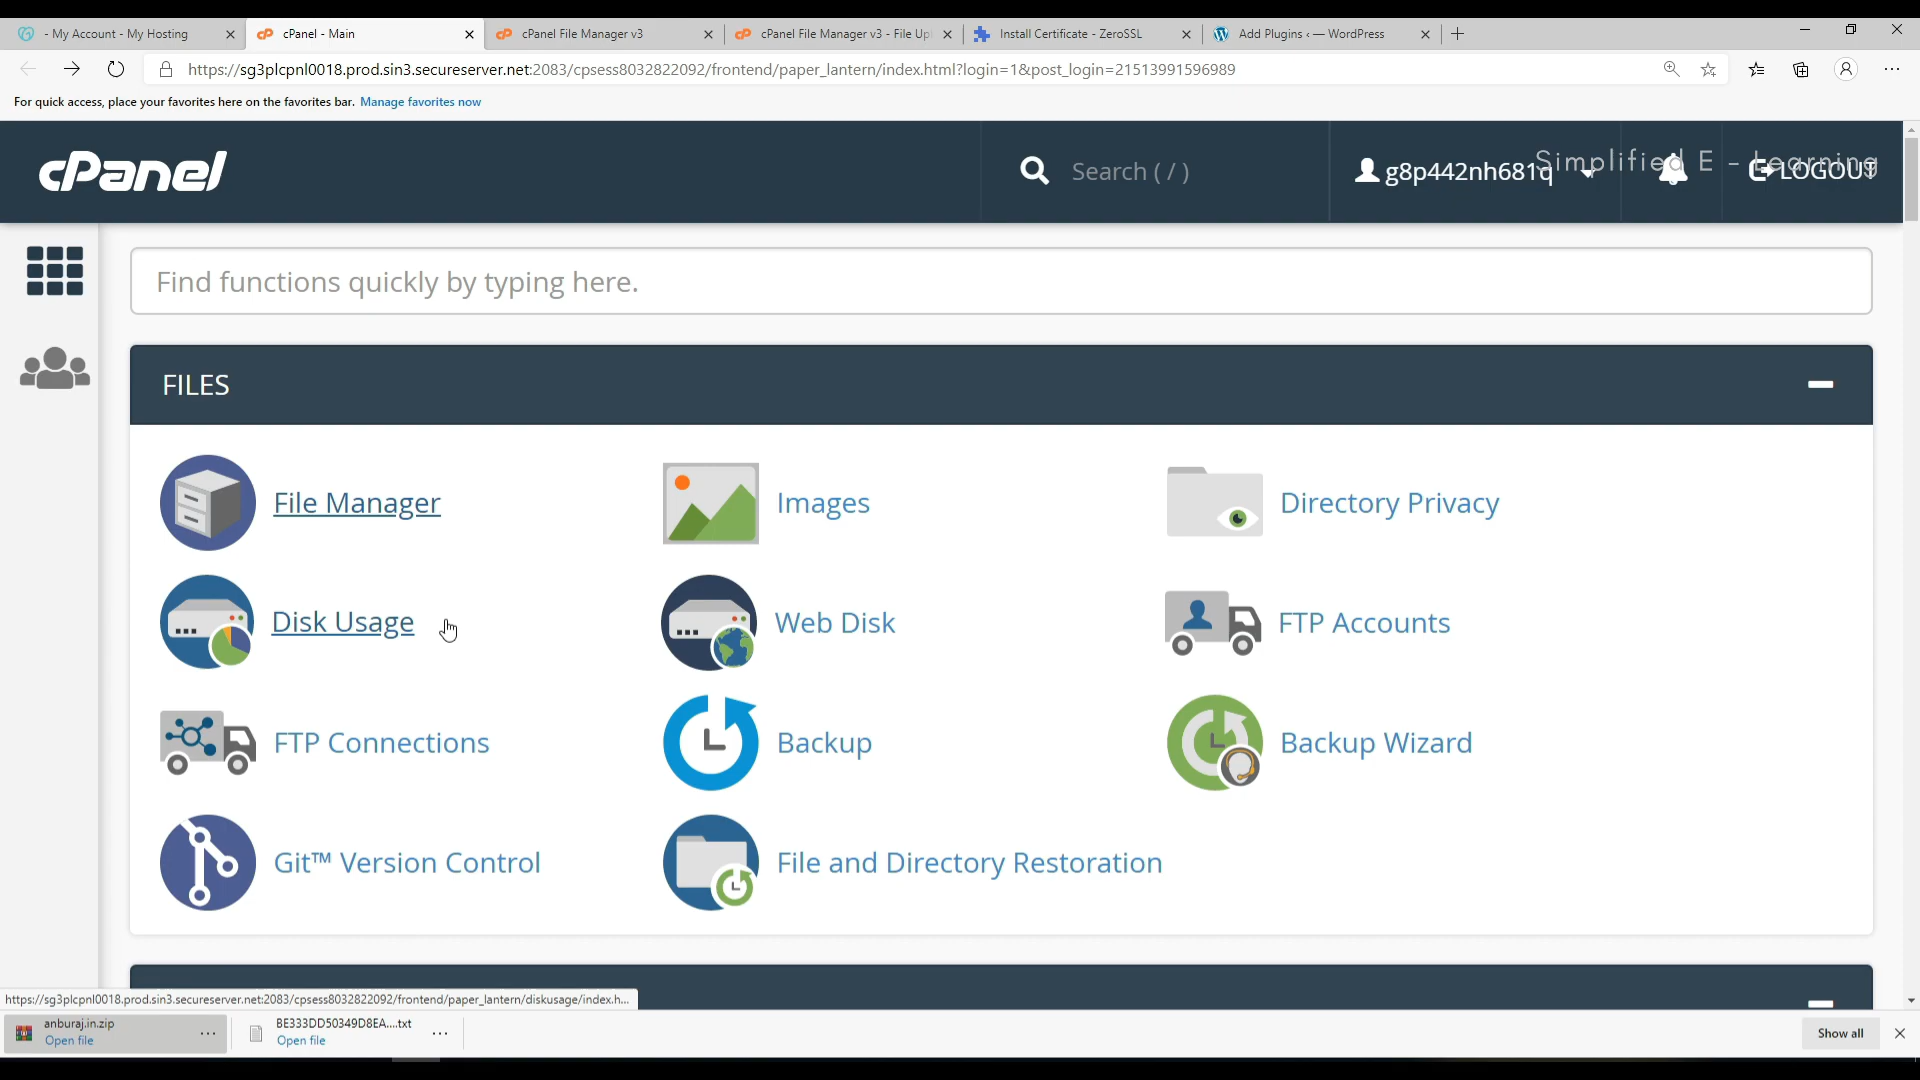 - My Account - My Hosting
cPanel - Main
cPanel File Manager v3
cPanel File Manager v3 - File Upl
Install Certificate - ZeroSSL
Add Plugins ‹ — WordPress
https://sg3plcpnl0018.prod.sin3.secureserver.net:2083/cpsess8032822092/frontend/paper_lantern/index.html?login=1&post_login=21513991596989
For quick access, place your favorites here on the favorites bar. Manage favorites now
cPanel
Search ( / )
g8p442nh681q
Simplified E - Learning
LOGOUT
Find functions quickly by typing here.
FILES
File Manager
Images
Directory Privacy
Disk Usage
Web Disk
FTP Accounts
FTP Connections
Backup
Backup Wizard
Git™ Version Control
File and Directory Restoration
https://sg3plcpnl0018.prod.sin3.secureserver.net:2083/cpsess8032822092/frontend/paper_lantern/diskusage/index.h...
anburaj.in.zip
Open file
BE333DD50349D8EA....txt
Open file
Show all